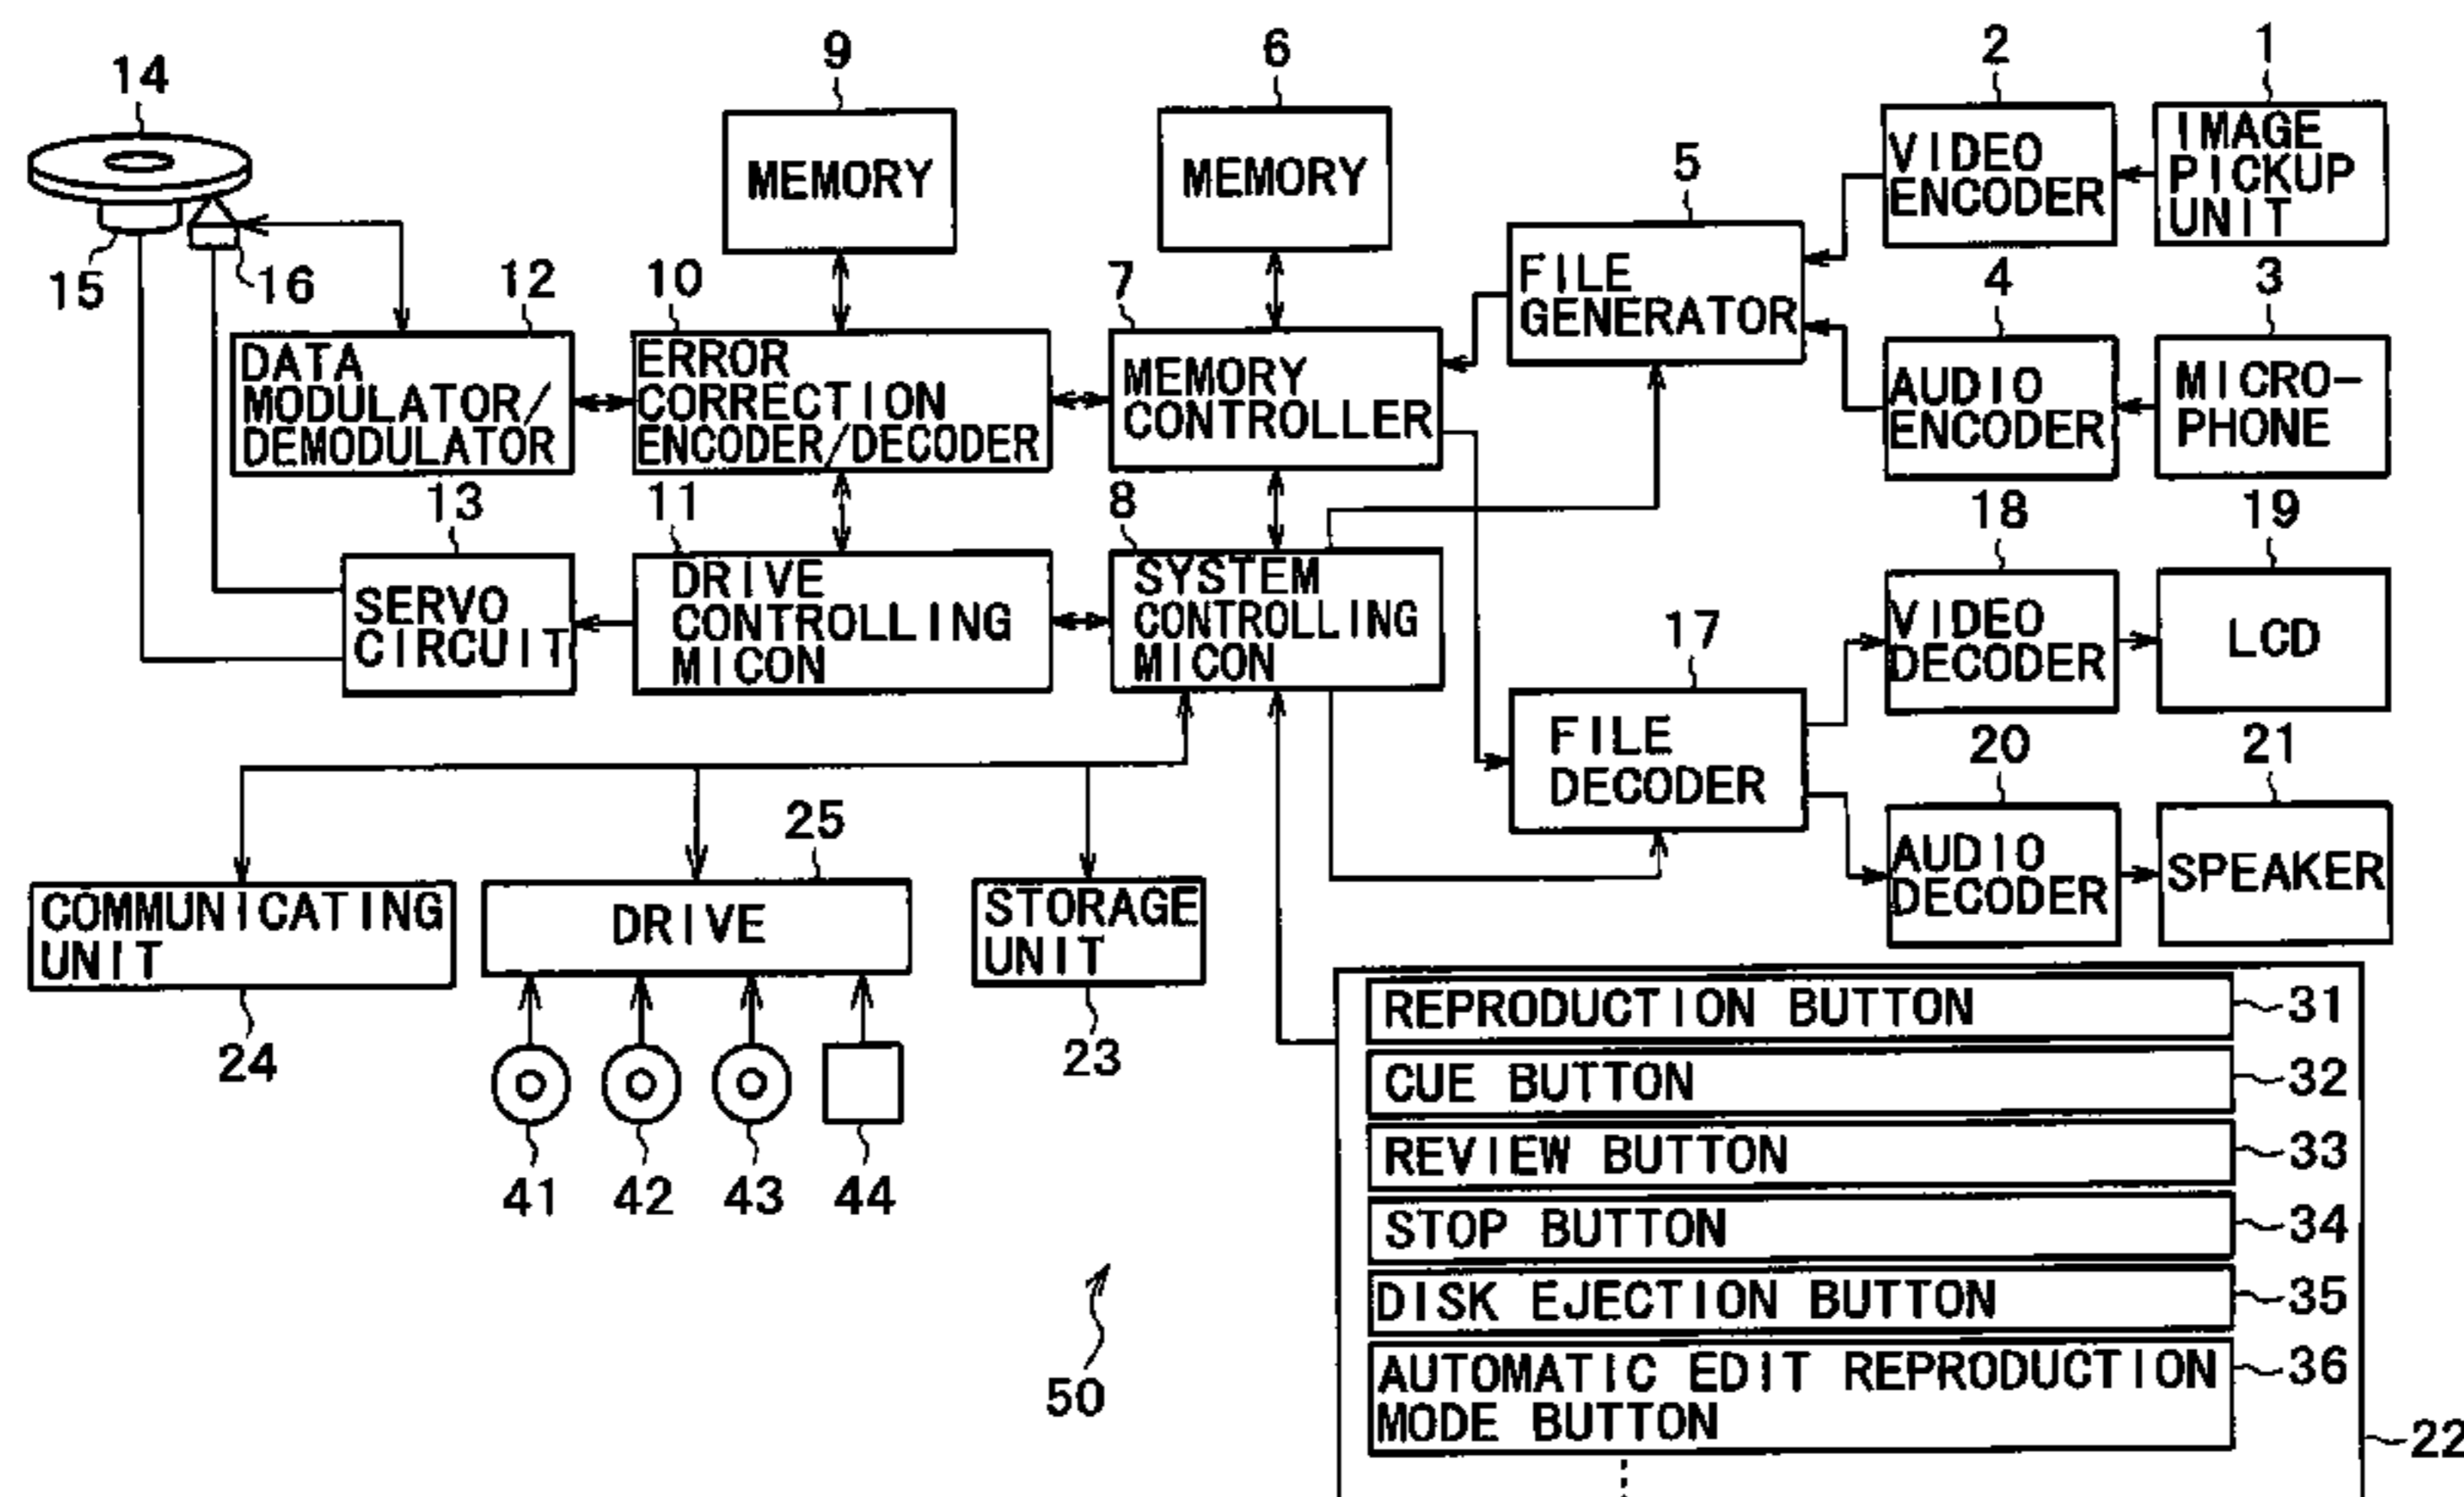 14
9
6
2
1
MEMORY
MEMORY
5
VIDEO
ENCODER
IMAGE
PICKUP
UNIT
15
16
12
10
7
FILE
GENERATOR
4
3
DATA
MODULATOR/
DEMODULATOR
ERROR
CORRECTION
ENCODER/DECODER
MEMORY
CONTROLLER
AUDIO
ENCODER
MICRO-
PHONE
13
11
8
18
19
SERVO
CIRCUIT
DRIVE
CONTROLLING
MICON
SYSTEM
CONTROLLING
MICON
17
VIDEO
DECODER
LCD
FILE
DECODER
20
21
25
AUDIO
DECODER
SPEAKER
COMMUNICATING
UNIT
DRIVE
STORAGE
UNIT
24
23
41
42
43
44
REPRODUCTION BUTTON
31
CUE BUTTON
32
REVIEW BUTTON
33
STOP BUTTON
34
DISK EJECTION BUTTON
35
AUTOMATIC EDIT REPRODUCTION
MODE BUTTON
36
50
22